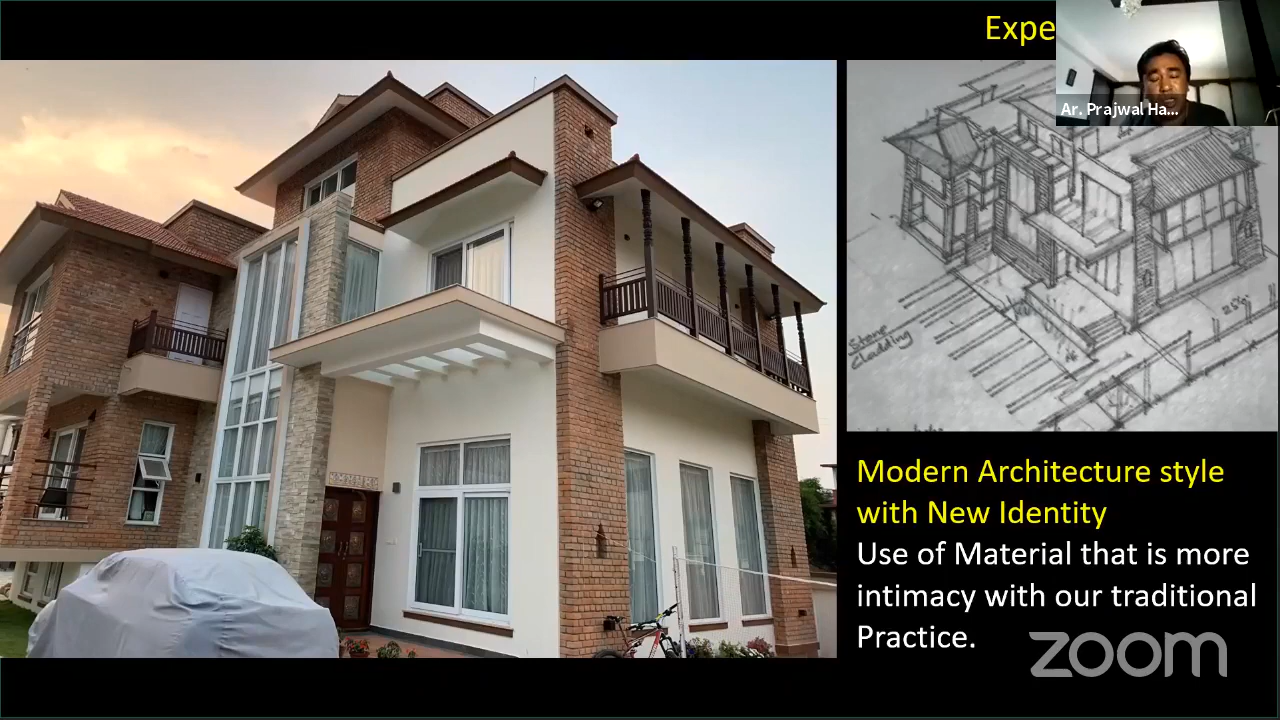 Expe
Ar. Prajwal Ha...
Stone
Cladding
Modern Architecture style
with New Identity
Use of Material that is more
intimacy with our traditional
Practice.
zoom